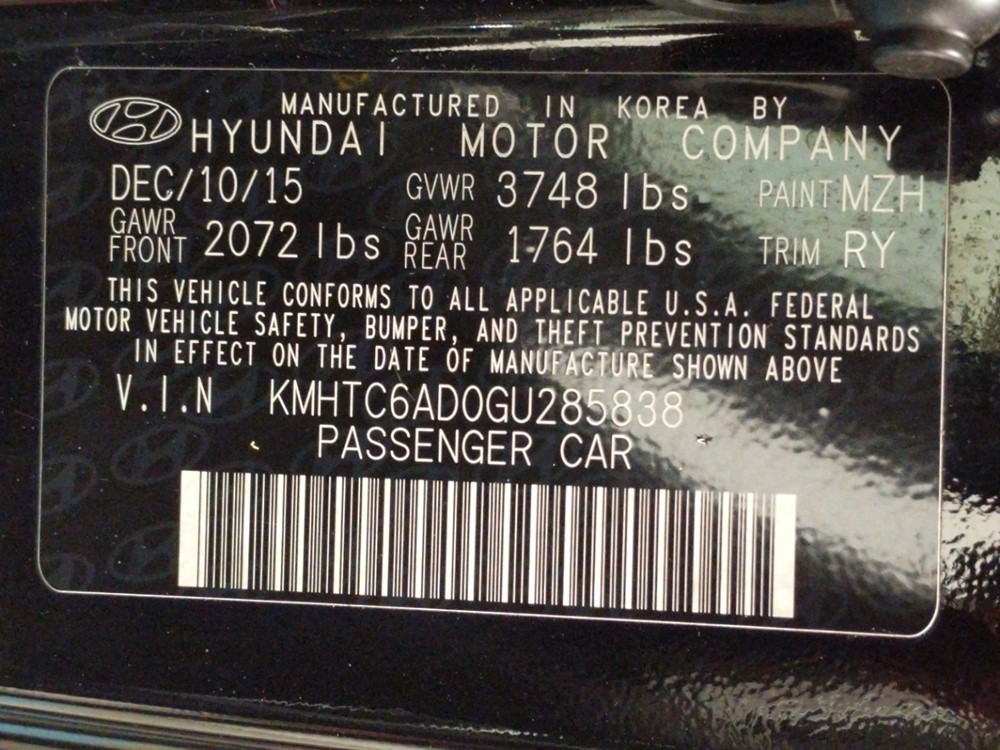 MANUFACTURED IN KOREA BY
HYUNDAI MOTOR COMPANY
DEC/10/15 GVWR 3748 lbs PAINT MZH
GAWR FRONT 2072 lbs GAWR REAR 1764 lbs TRIM RY
THIS VEHICLE CONFORMS TO ALL APPLICABLE U.S.A. FEDERAL
MOTOR VEHICLE SAFETY, BUMPER, AND THEFT PREVENTION STANDARDS
IN EFFECT ON THE DATE OF MANUFACTURE SHOWN ABOVE
V.I.N KMHTC6AD0GU285838
PASSENGER CAR